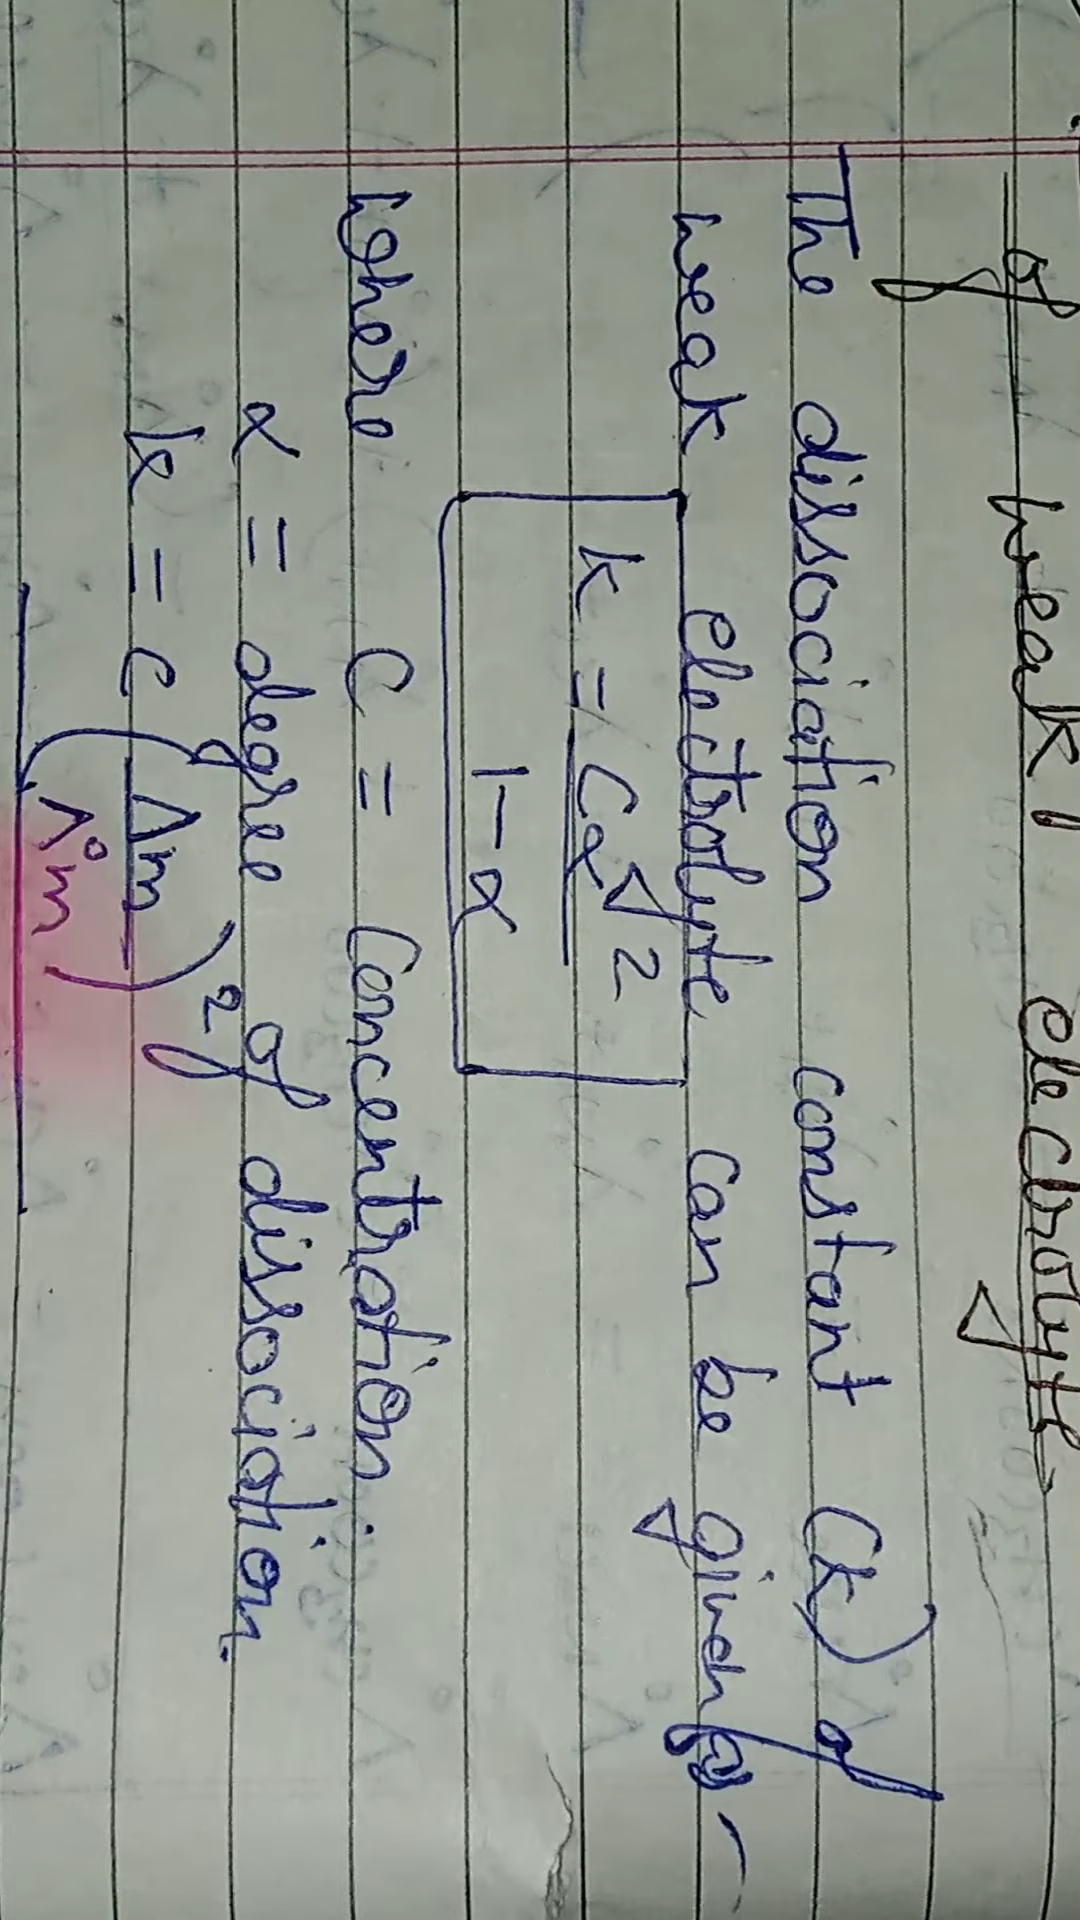 of weak electrolyte
The dissociation constant (k) of
weak electrolyte can be given as -
k = Cα²
1-α
where C = Concentration
α = degree of dissociation.
k = C (Λm)²
Λ°m